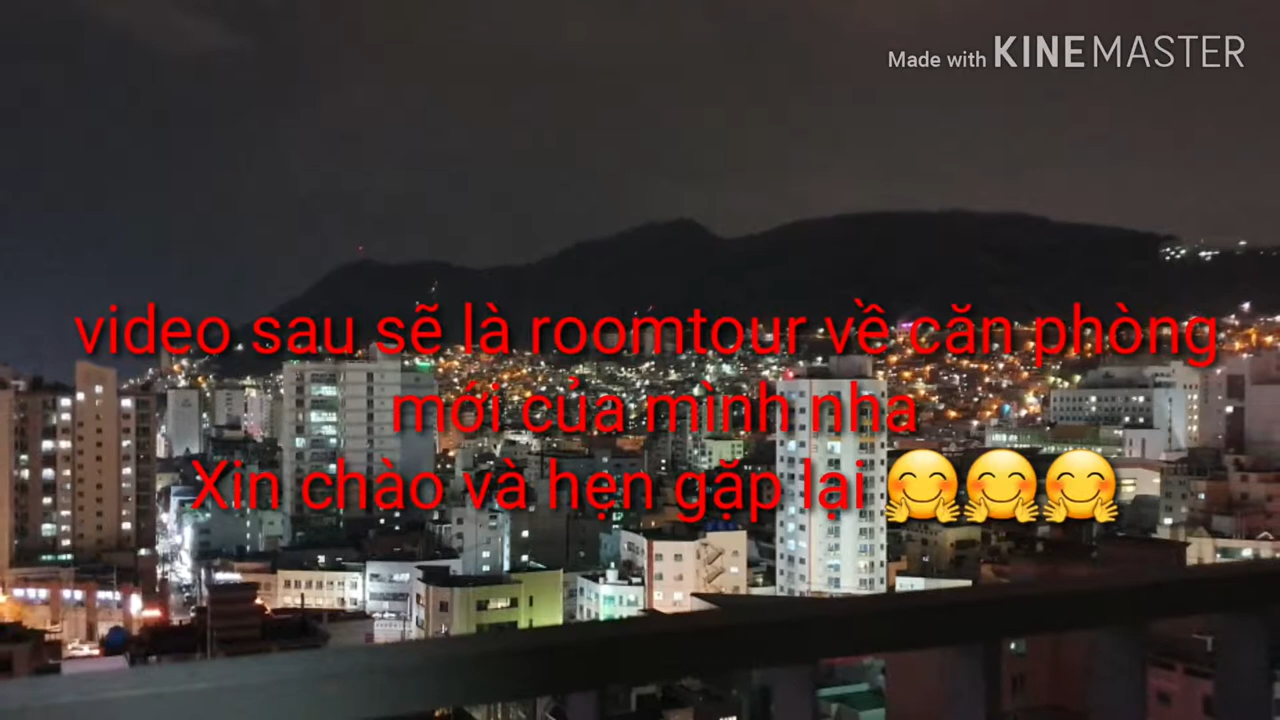 Made with KINEMASTER
video sau sẽ là roomtour về căn phòng
mới của mình nha
Xin chào và hẹn gặp lại 🤗🤗🤗